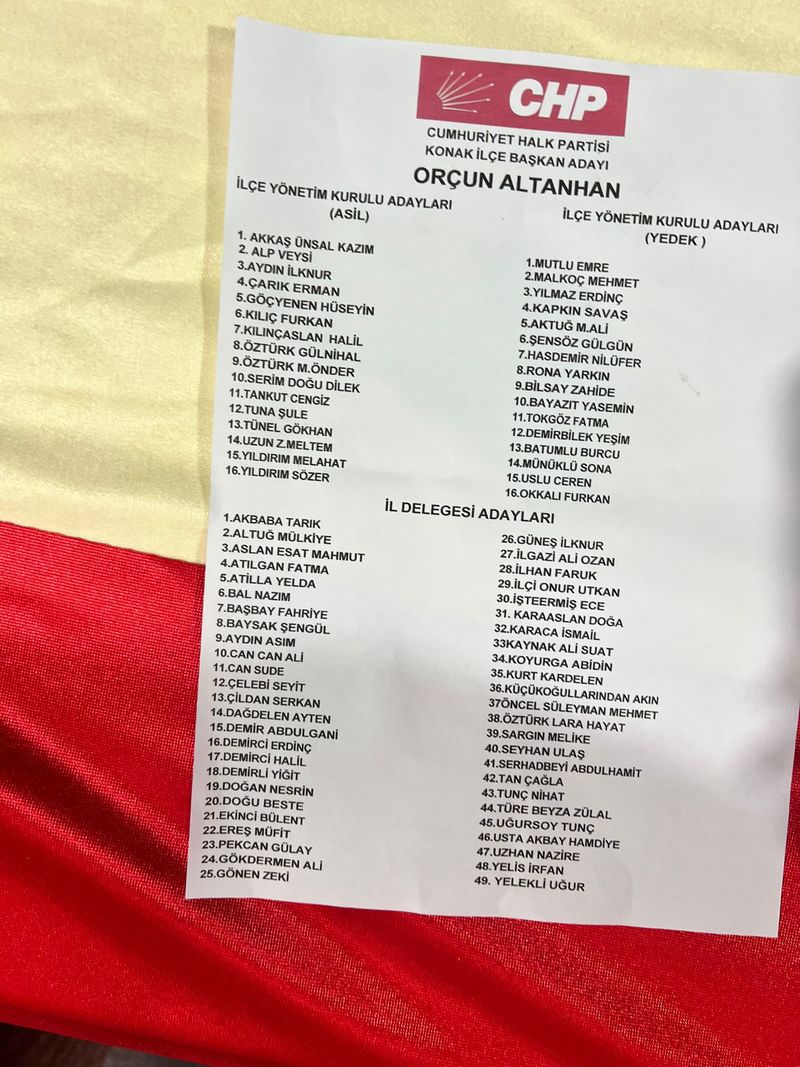 CHP
CUMHURİYET HALK PARTİSİ
KONAK İLÇE BAŞKAN ADAYI
ORÇUN ALTANHAN
İLÇE YÖNETİM KURULU ADAYLARI
(ASİL)
1. AKKAŞ ÜNSAL KAZIM
2. ALP VEYSİ
3.AYDIN İLKNUR
4.ÇARIK ERMAN
5.GÖÇYENEN HÜSEYİN
6.KILIÇ FURKAN
7.KILINÇASLAN HALİL
8.ÖZTÜRK GÜLNİHAL
9.ÖZTÜRK M.ÖNDER
10.SERİM DOĞU DİLEK
11.TANKUT CENGİZ
12.TUNA ŞULE
13.TÜNEL GÖKHAN
14.UZUN Z.MELTEM
15.YILDIRIM MELAHAT
16.YILDIRIM SÖZER
İLÇE YÖNETİM KURULU ADAYLARI
(YEDEK )
1.MUTLU EMRE
2.MALKOÇ MEHMET
3.YILMAZ ERDİNÇ
4.KAPKIN SAVAŞ
5.AKTUĞ M.ALİ
6.ŞENSÖZ GÜLGÜN
7.HASDEMİR NİLÜFER
8.RONA YARKIN
9.BİLSAY ZAHİDE
10.BAYAZIT YASEMİN
11.TOKGÖZ FATMA
12.DEMİRBİLEK YEŞİM
13.BATUMLU BURCU
14.MÜNÜKLÜ SONA
15.USLU CEREN
16.OKKALI FURKAN
İL DELEGESİ ADAYLARI
1.AKBABA TARIK
2.ALTUĞ MÜLKİYE
3.ASLAN ESAT MAHMUT
4.ATILGAN FATMA
5.ATİLLA YELDA
6.BAL NAZIM
7.BAŞBAY FAHRİYE
8.BAYSAK ŞENGÜL
9.AYDIN ASIM
10.CAN CAN ALİ
11.CAN SUDE
12.ÇELEBİ SEYİT
13.ÇİLDAN SERKAN
14.DAĞDELEN AYTEN
15.DEMİR ABDULGANİ
16.DEMİRCİ ERDİNÇ
17.DEMİRCİ HALİL
18.DEMİRLİ YİĞİT
19.DOĞAN NESRİN
20.DOĞU BESTE
21.EKİNCİ BÜLENT
22.EREŞ MÜFİT
23.PEKCAN GÜLAY
24.GÖKDERMEN ALİ
25.GÖNEN ZEKİ
26.GÜNEŞ İLKNUR
27.İLGAZİ ALİ OZAN
28.İLHAN FARUK
29.İLÇİ ONUR UTKAN
30.İŞTEERMİŞ ECE
31. KARAASLAN DOĞA
32.KARACA İSMAİL
33KAYNAK ALİ SUAT
34.KOYURGA ABİDİN
35.KURT KARDELEN
36.KÜÇÜKOĞULLARINDAN AKIN
37ÖNCEL SÜLEYMAN MEHMET
38.ÖZTÜRK LARA HAYAT
39.SARGIN MELİKE
40.SEYHAN ULAŞ
41.SERHADBEYİ ABDULHAMİT
42.TAN ÇAĞLA
43.TUNÇ NİHAT
44.TÜRE BEYZA ZÜLAL
45.UĞURSOY TUNÇ
46.USTA AKBAY HAMDİYE
47.UZHAN NAZİRE
48.YELİS İRFAN
49. YELEKLİ UĞUR